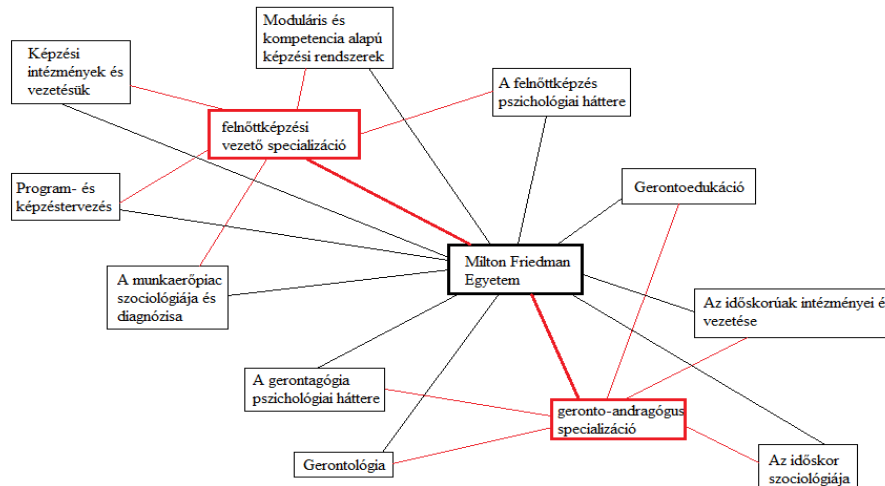 Moduláris és
kompetencia alapú
képzési rendszerek
Képzési
intézmények és
vezetésük
A felnőttképzés
pszichológiai háttere
felnőttképzési
vezető specializáció
Program- és
képzéstervezés
Gerontoedukáció
Milton Friedman
Egyetem
A munkaerőpiac
szociológiája és
diagnózisa
Az időskorúak intézményei é
vezetése
A gerontagógia
pszichológiai háttere
geronto-andragógus
specializáció
Gerontológia
Az időskor
szociológiája